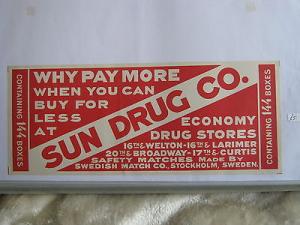 CONTAINING 144 BOXES
WHY PAY MORE
WHEN YOU CAN
BUY FOR
LESS
AT
SUN DRUG CO.
ECONOMY
DRUG STORES
16TH & WELTON-16TH & LARIMER
20TH & BROADWAY-17TH & CURTIS
SAFETY MATCHES MADE BY
SWEDISH MATCH CO., STOCKHOLM, SWEDEN.
CONTAINING 144 BOXES